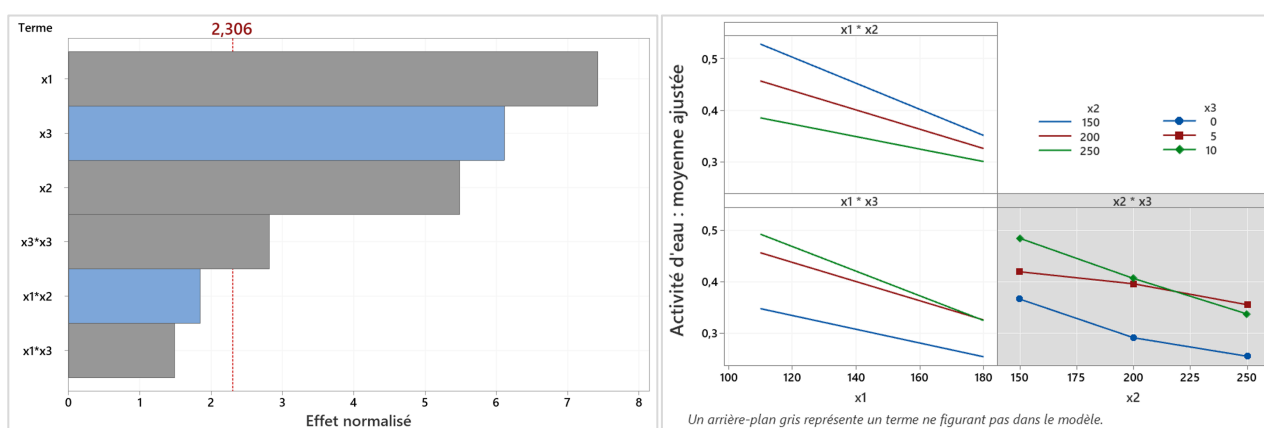 Terme
2,306
x1
x3
x2
x3*x3
x1*x2
x1*x3
0 1 2 3 4 5 6 7 8
Effet normalisé
Activité d'eau : moyenne ajustée
x1 * x2
0,5
0,4
0,3
x2
150
200
250
x3
0
5
10
x1 * x3
x2 * x3
0,5
0,4
0,3
100 120 140 160 180
150 175 200 225 250
x1
x2
Un arrière-plan gris représente un terme ne figurant pas dans le modèle.